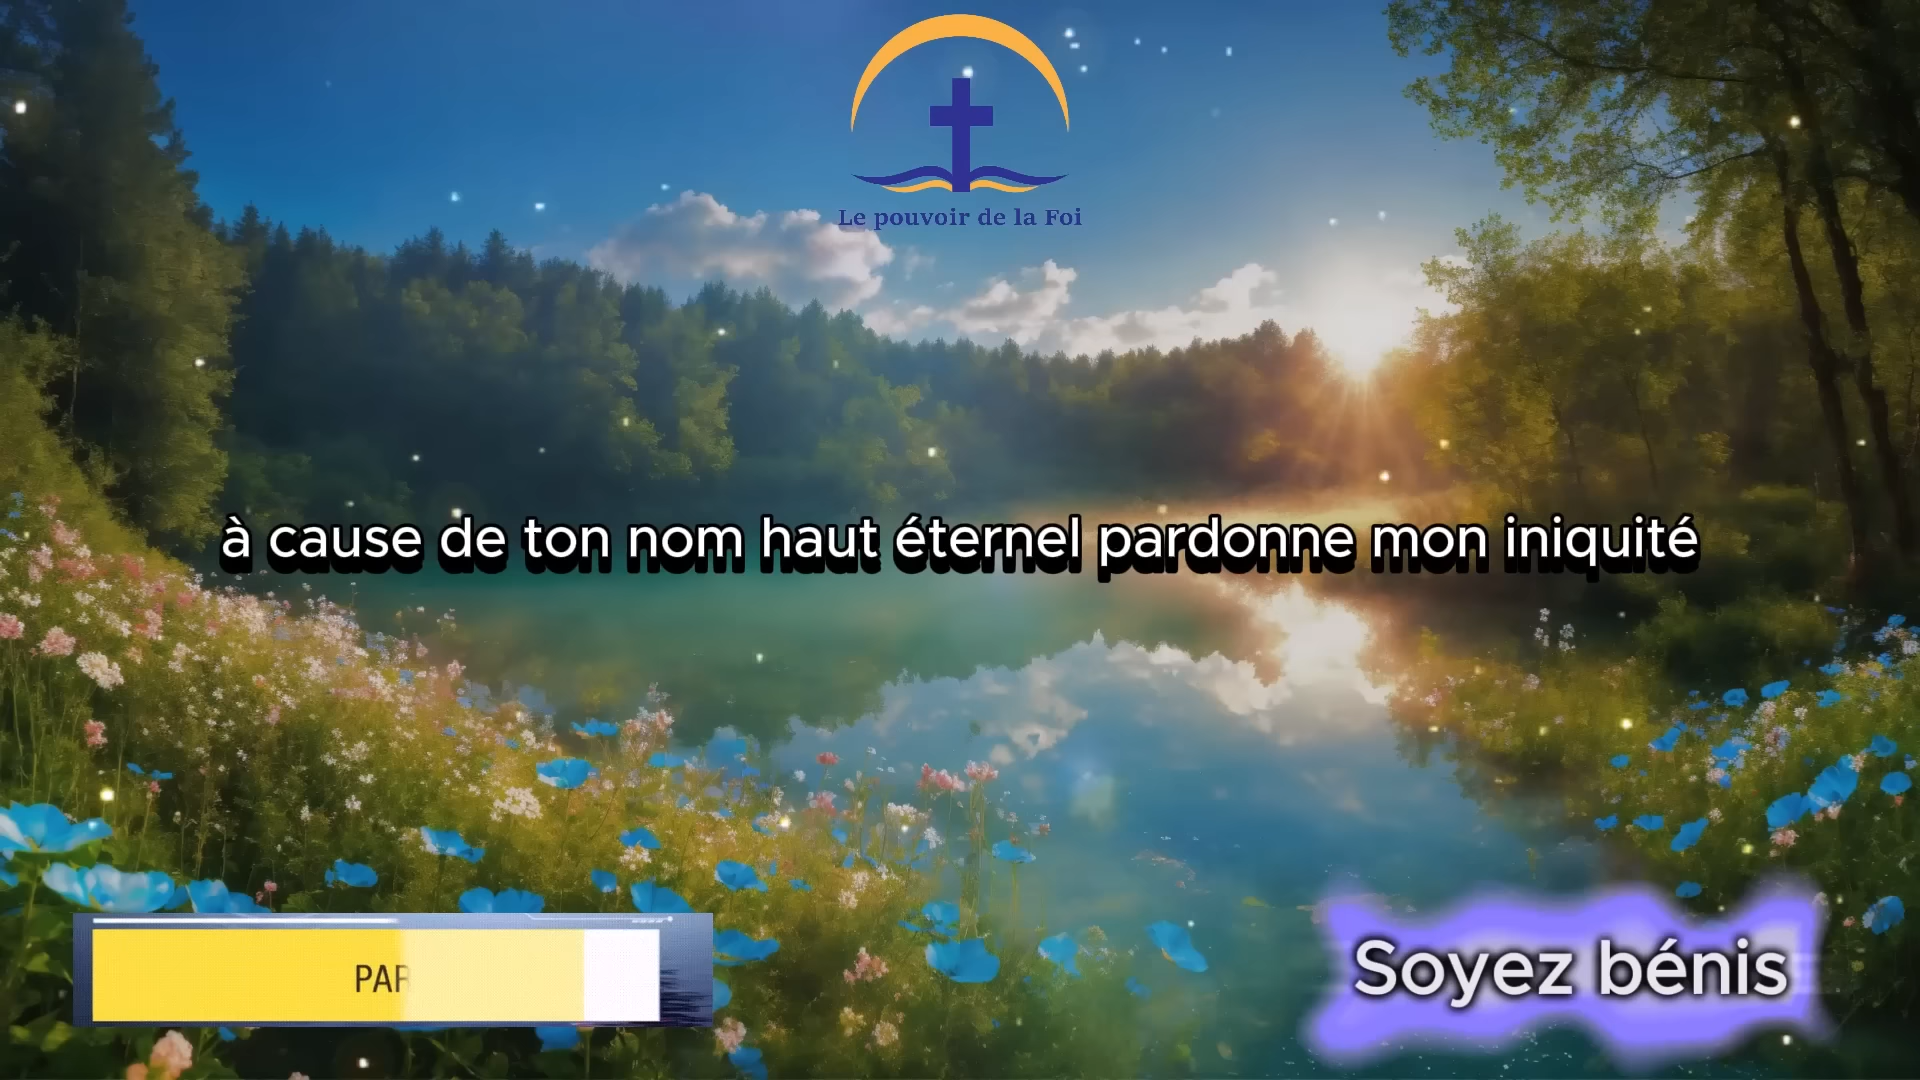 Le pouvoir de la Foi
à cause de ton nom haut éternel pardonne mon iniquité
PAR
Soyez bénis